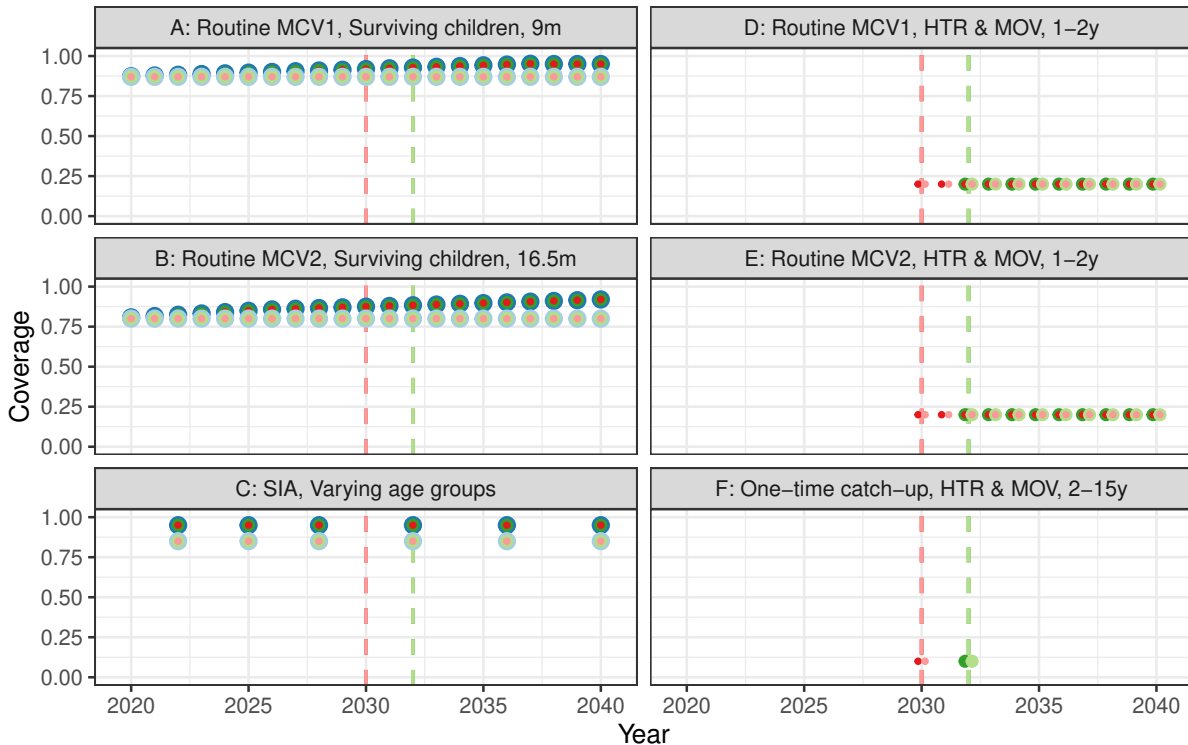 A: Routine MCV1, Surviving children, 9m
1.00
0.75
0.50
0.25
0.00
D: Routine MCV1, HTR & MOV, 1−2y
B: Routine MCV2, Surviving children, 16.5m
1.00
0.75
0.50
0.25
0.00
E: Routine MCV2, HTR & MOV, 1−2y
Coverage
C: SIA, Varying age groups
1.00
0.75
0.50
0.25
0.00
F: One−time catch−up, HTR & MOV, 2−15y
2020 2025 2030 2035 2040
2020 2025 2030 2035 2040
Year